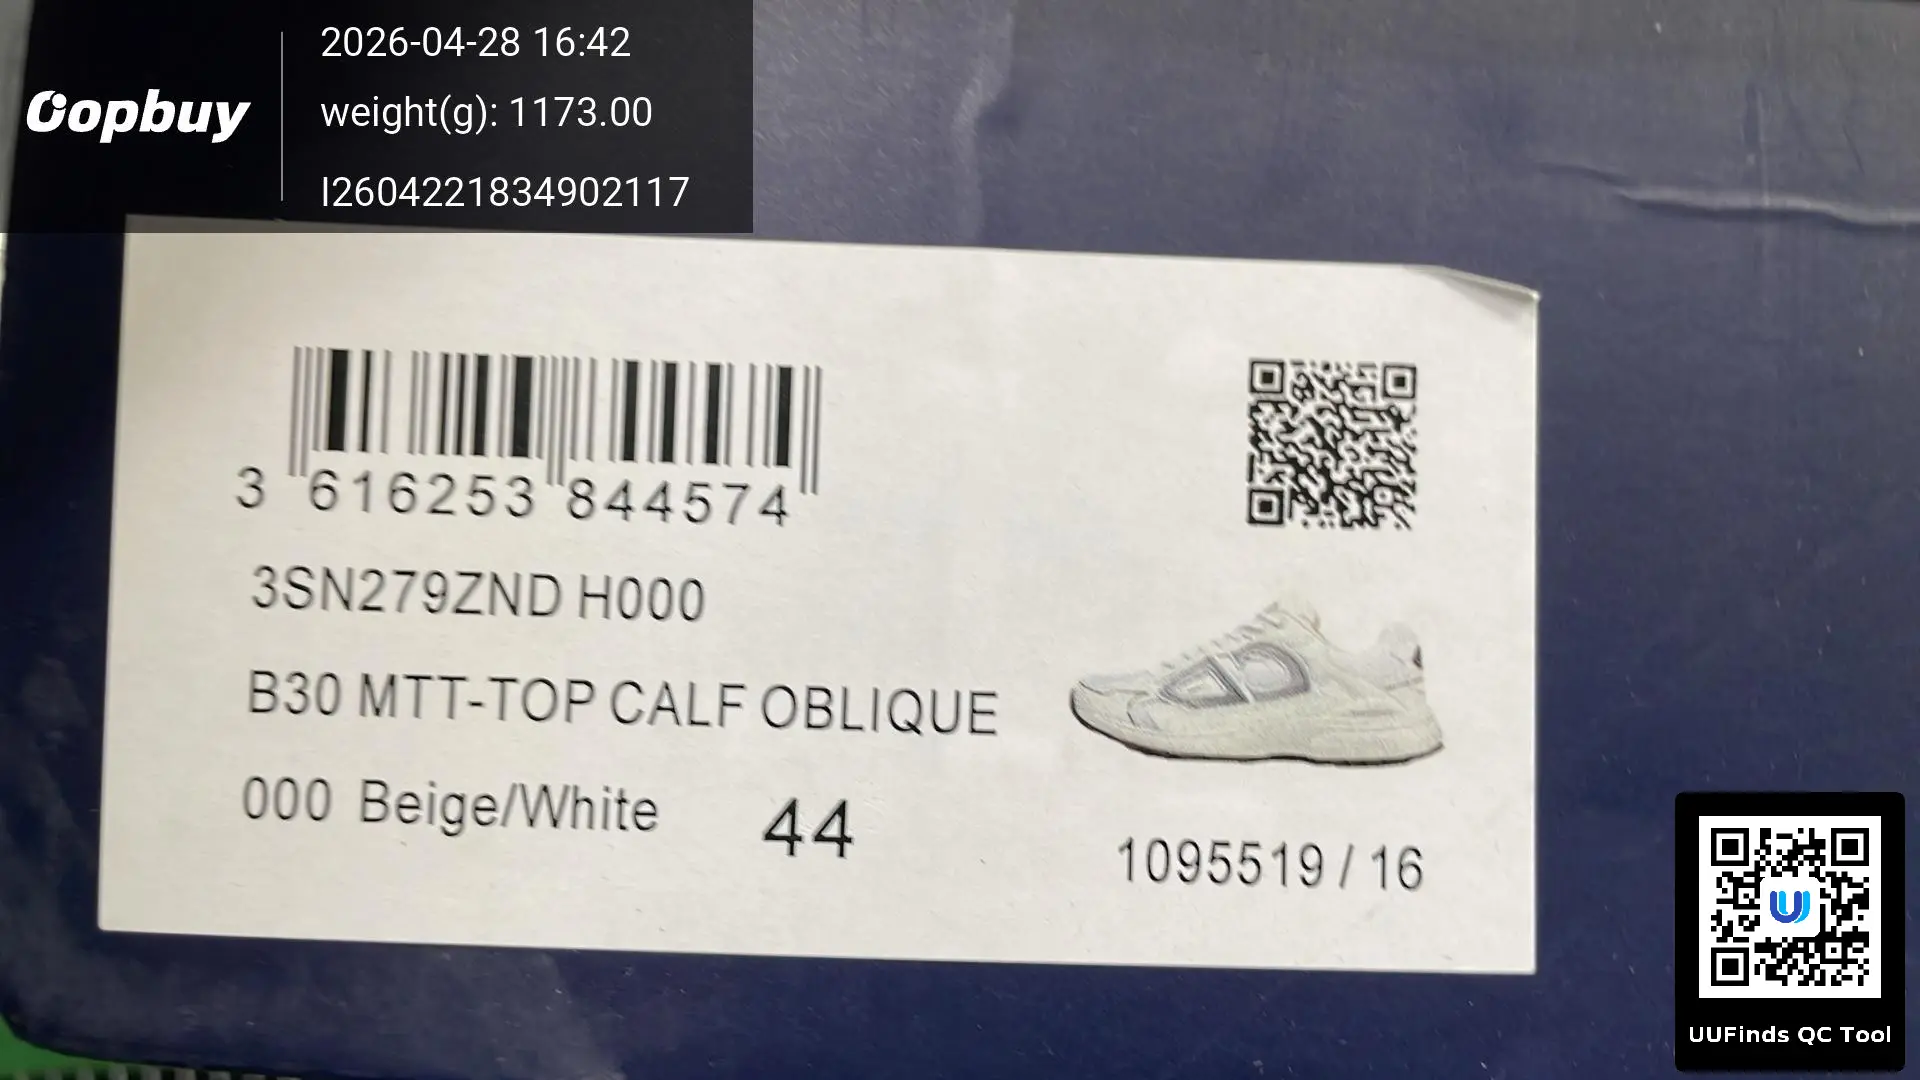 Oopbuy
2026-04-28 16:42
weight(g): 1173.00
I2604221834902117
3 616253 844574
3SN279ZND H000
B30 MTT-TOP CALF OBLIQUE
000 Beige/White 44
1095519 / 16
UUFinds QC Tool